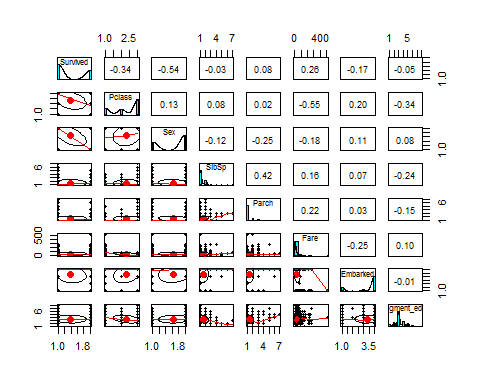 1.0 2.5 1 4 7 0 400 1 5
Survived -0.34 -0.54 -0.03 0.08 0.26 -0.17 -0.05 1.0
1.0 Pclass 0.13 0.08 0.02 -0.55 0.20 -0.34
Sex -0.12 -0.25 -0.18 0.11 0.08 1.0
1 6 SibSp 0.42 0.16 0.07 -0.24
Parch 0.22 0.03 -0.15 1 6
0 500 Fare -0.25 0.10
Embarked -0.01 1.0
1 6 gment_ed
1.0 1.8 1.0 1.8 1 4 7 1.0 3.5